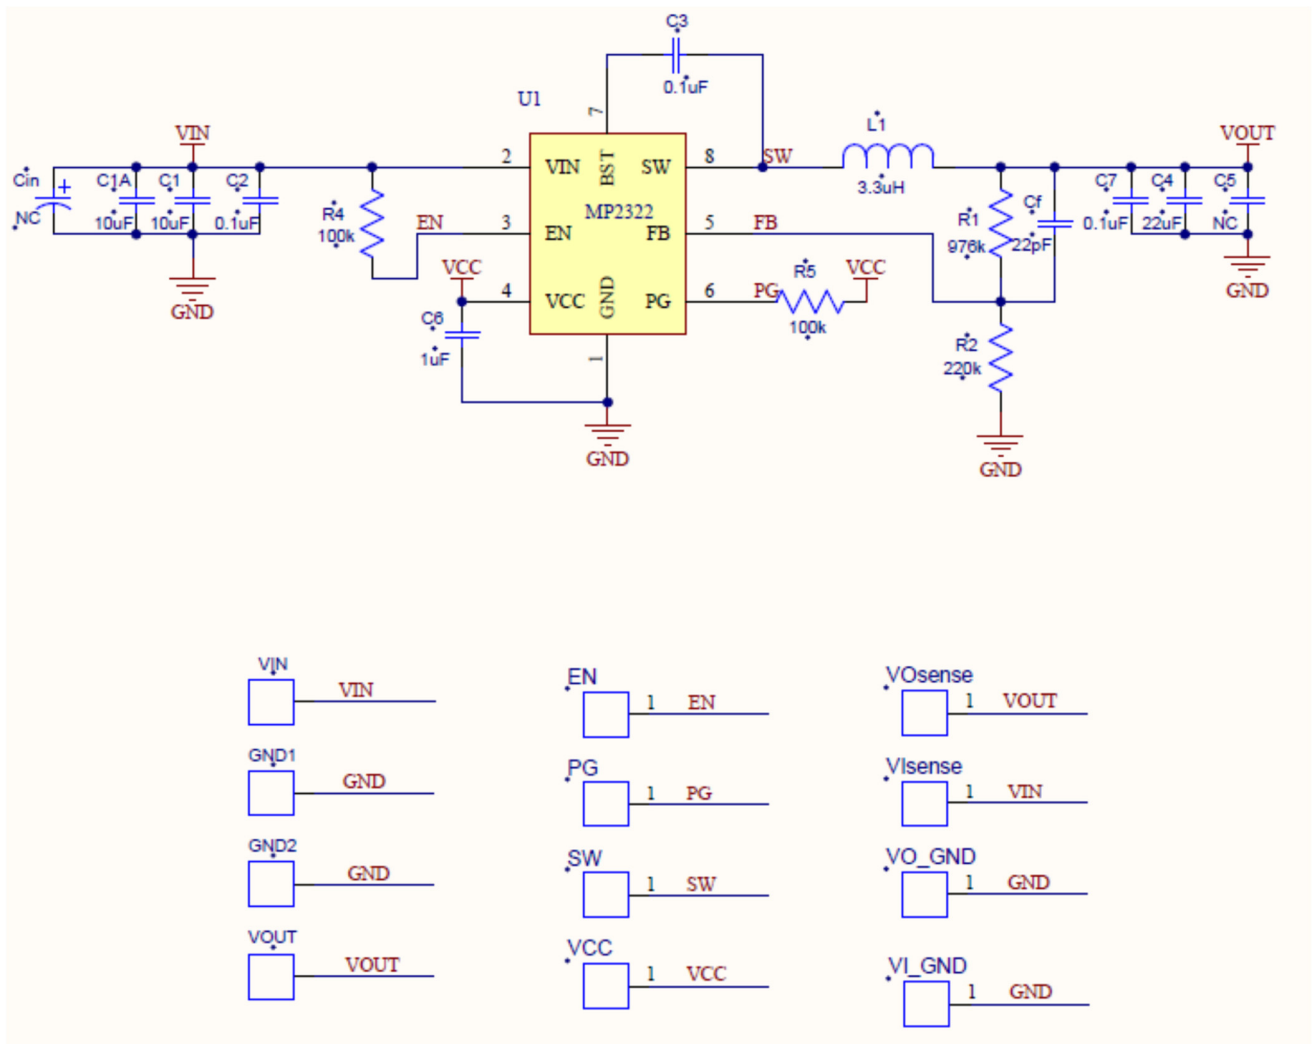 C3
0.1uF
U1
7
VIN
2
VIN
BST
SW
8
SW
L1
3.3uH
VOUT
Cin
+
NC
C1A
10uF
C1
10uF
C2
0.1uF
R4
100k
EN
3
EN
MP2322
FB
5
FB
R1
976k
Cf
22pF
C7
0.1uF
C4
22uF
C5
NC
GND
VCC
4
VCC
GND
PG
6
PG
R5
100k
VCC
GND
C6
1uF
1
R2
220k
GND
GND
VIN
VIN
EN
1
EN
VOsense
1
VOUT
GND1
GND
PG
1
PG
VIsense
1
VIN
GND2
GND
SW
1
SW
VO_GND
1
GND
VOUT
VOUT
VCC
1
VCC
VI_GND
1
GND